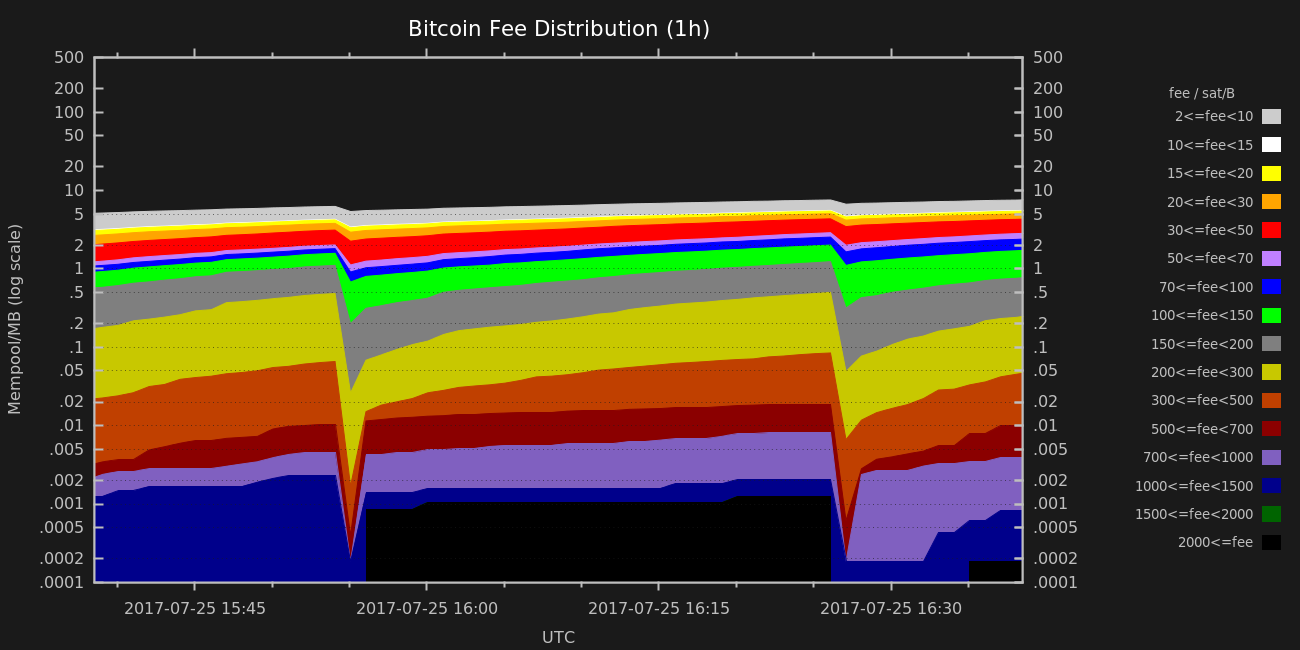 Bitcoin Fee Distribution (1h)
500
200
100
50
20
10
5
2
1
.5
.2
.1
.05
.02
.01
.005
.002
.001
.0005
.0002
.0001
Mempool/MB (log scale)
500
200
100
50
20
10
5
2
1
.5
.2
.1
.05
.02
.01
.005
.002
.001
.0005
.0002
.0001
2017-07-25 15:45
2017-07-25 16:00
2017-07-25 16:15
2017-07-25 16:30
UTC
fee / sat/B
2<=fee<10
10<=fee<15
15<=fee<20
20<=fee<30
30<=fee<50
50<=fee<70
70<=fee<100
100<=fee<150
150<=fee<200
200<=fee<300
300<=fee<500
500<=fee<700
700<=fee<1000
1000<=fee<1500
1500<=fee<2000
2000<=fee